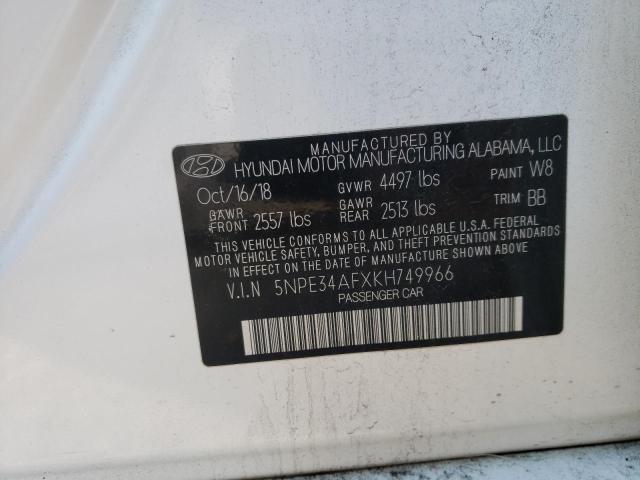 MANUFACTURED BY
HYUNDAI MOTOR MANUFACTURING ALABAMA, LLC
Oct/16/18 GVWR 4497 lbs PAINT W8
GAWR FRONT 2557 lbs GAWR REAR 2513 lbs TRIM BB
THIS VEHICLE CONFORMS TO ALL APPLICABLE U.S.A. FEDERAL
MOTOR VEHICLE SAFETY, BUMPER, AND THEFT PREVENTION STANDARDS
IN EFFECT ON THE DATE OF MANUFACTURE SHOWN ABOVE.
V.I.N 5NPE34AFXKH749966
PASSENGER CAR